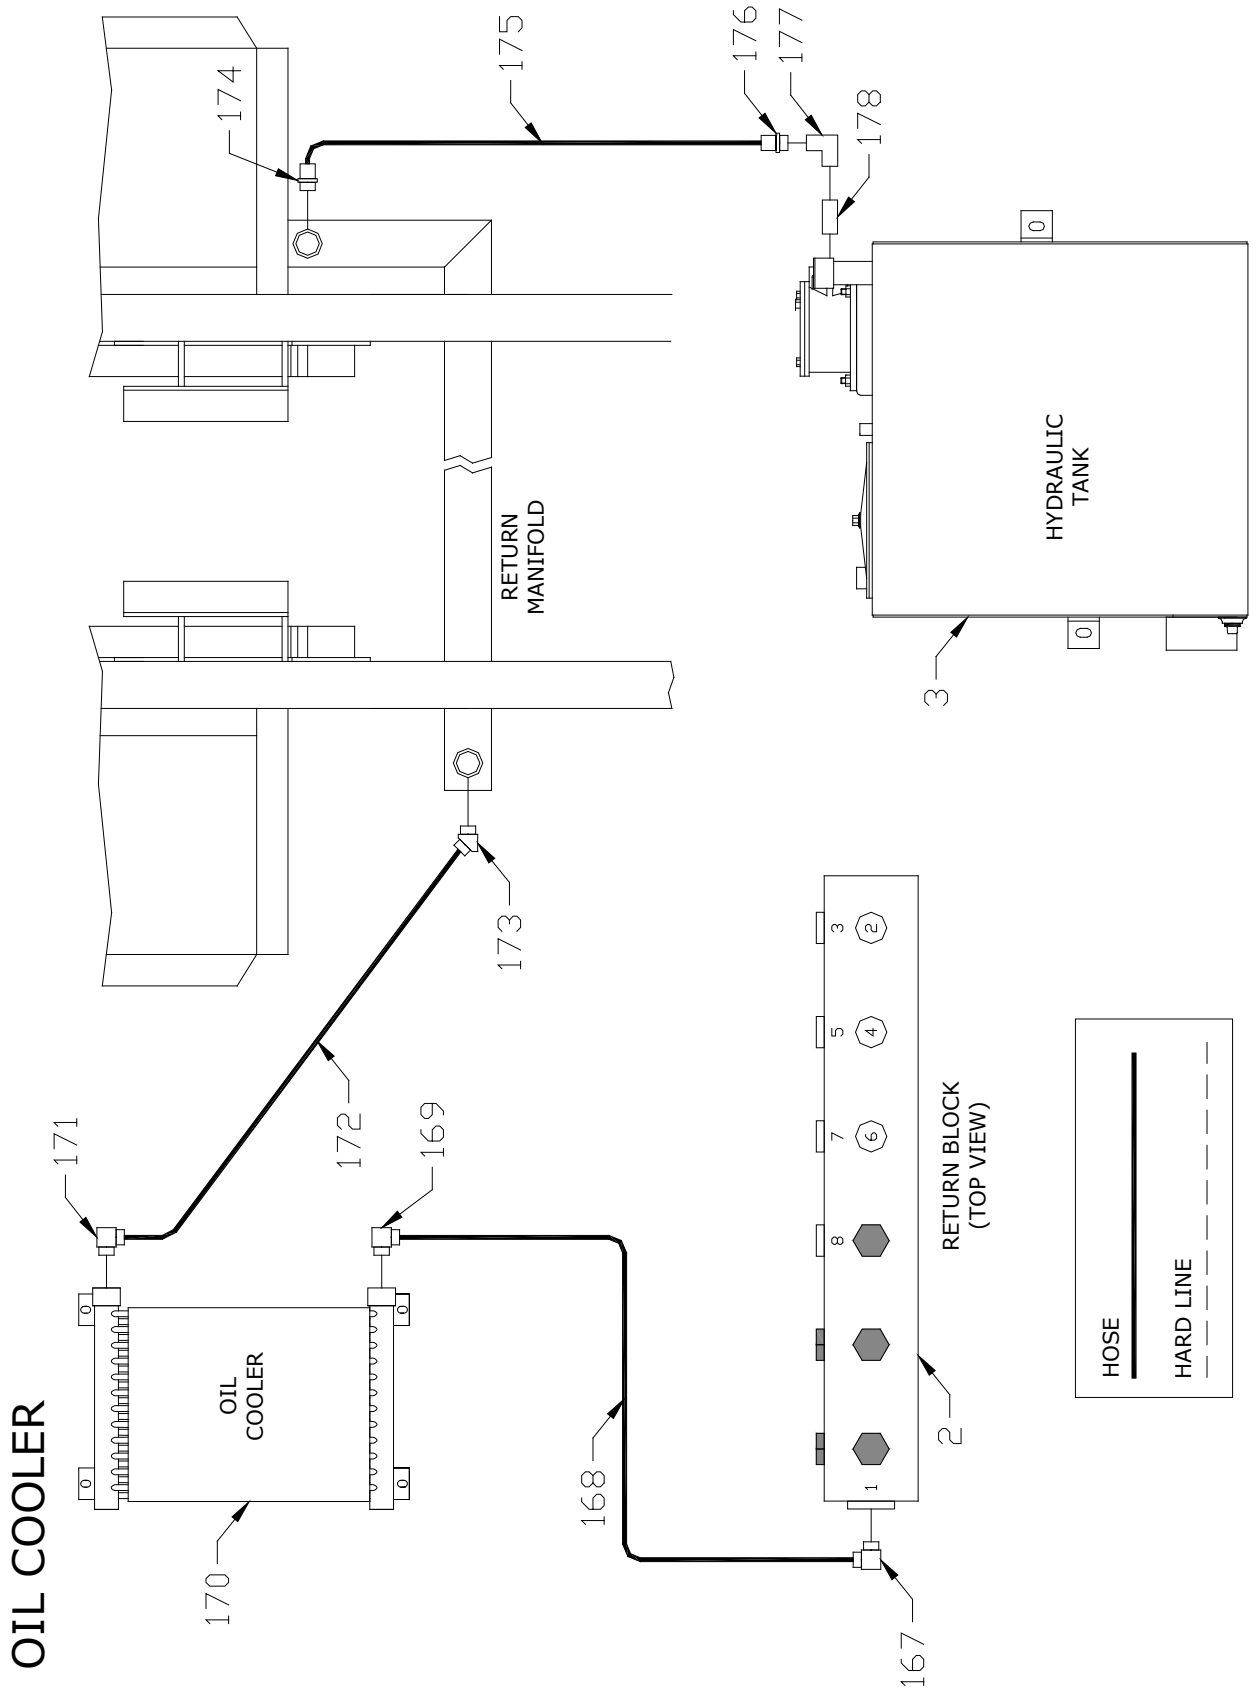 OIL COOLER
170
OIL
COOLER
171
169
172
168
173
RETURN
MANIFOLD
174
175
176
177
178
HYDRAULIC
TANK
3
167
1
8
7
6
5
4
3
2
2
RETURN BLOCK
(TOP VIEW)
HOSE
HARD LINE